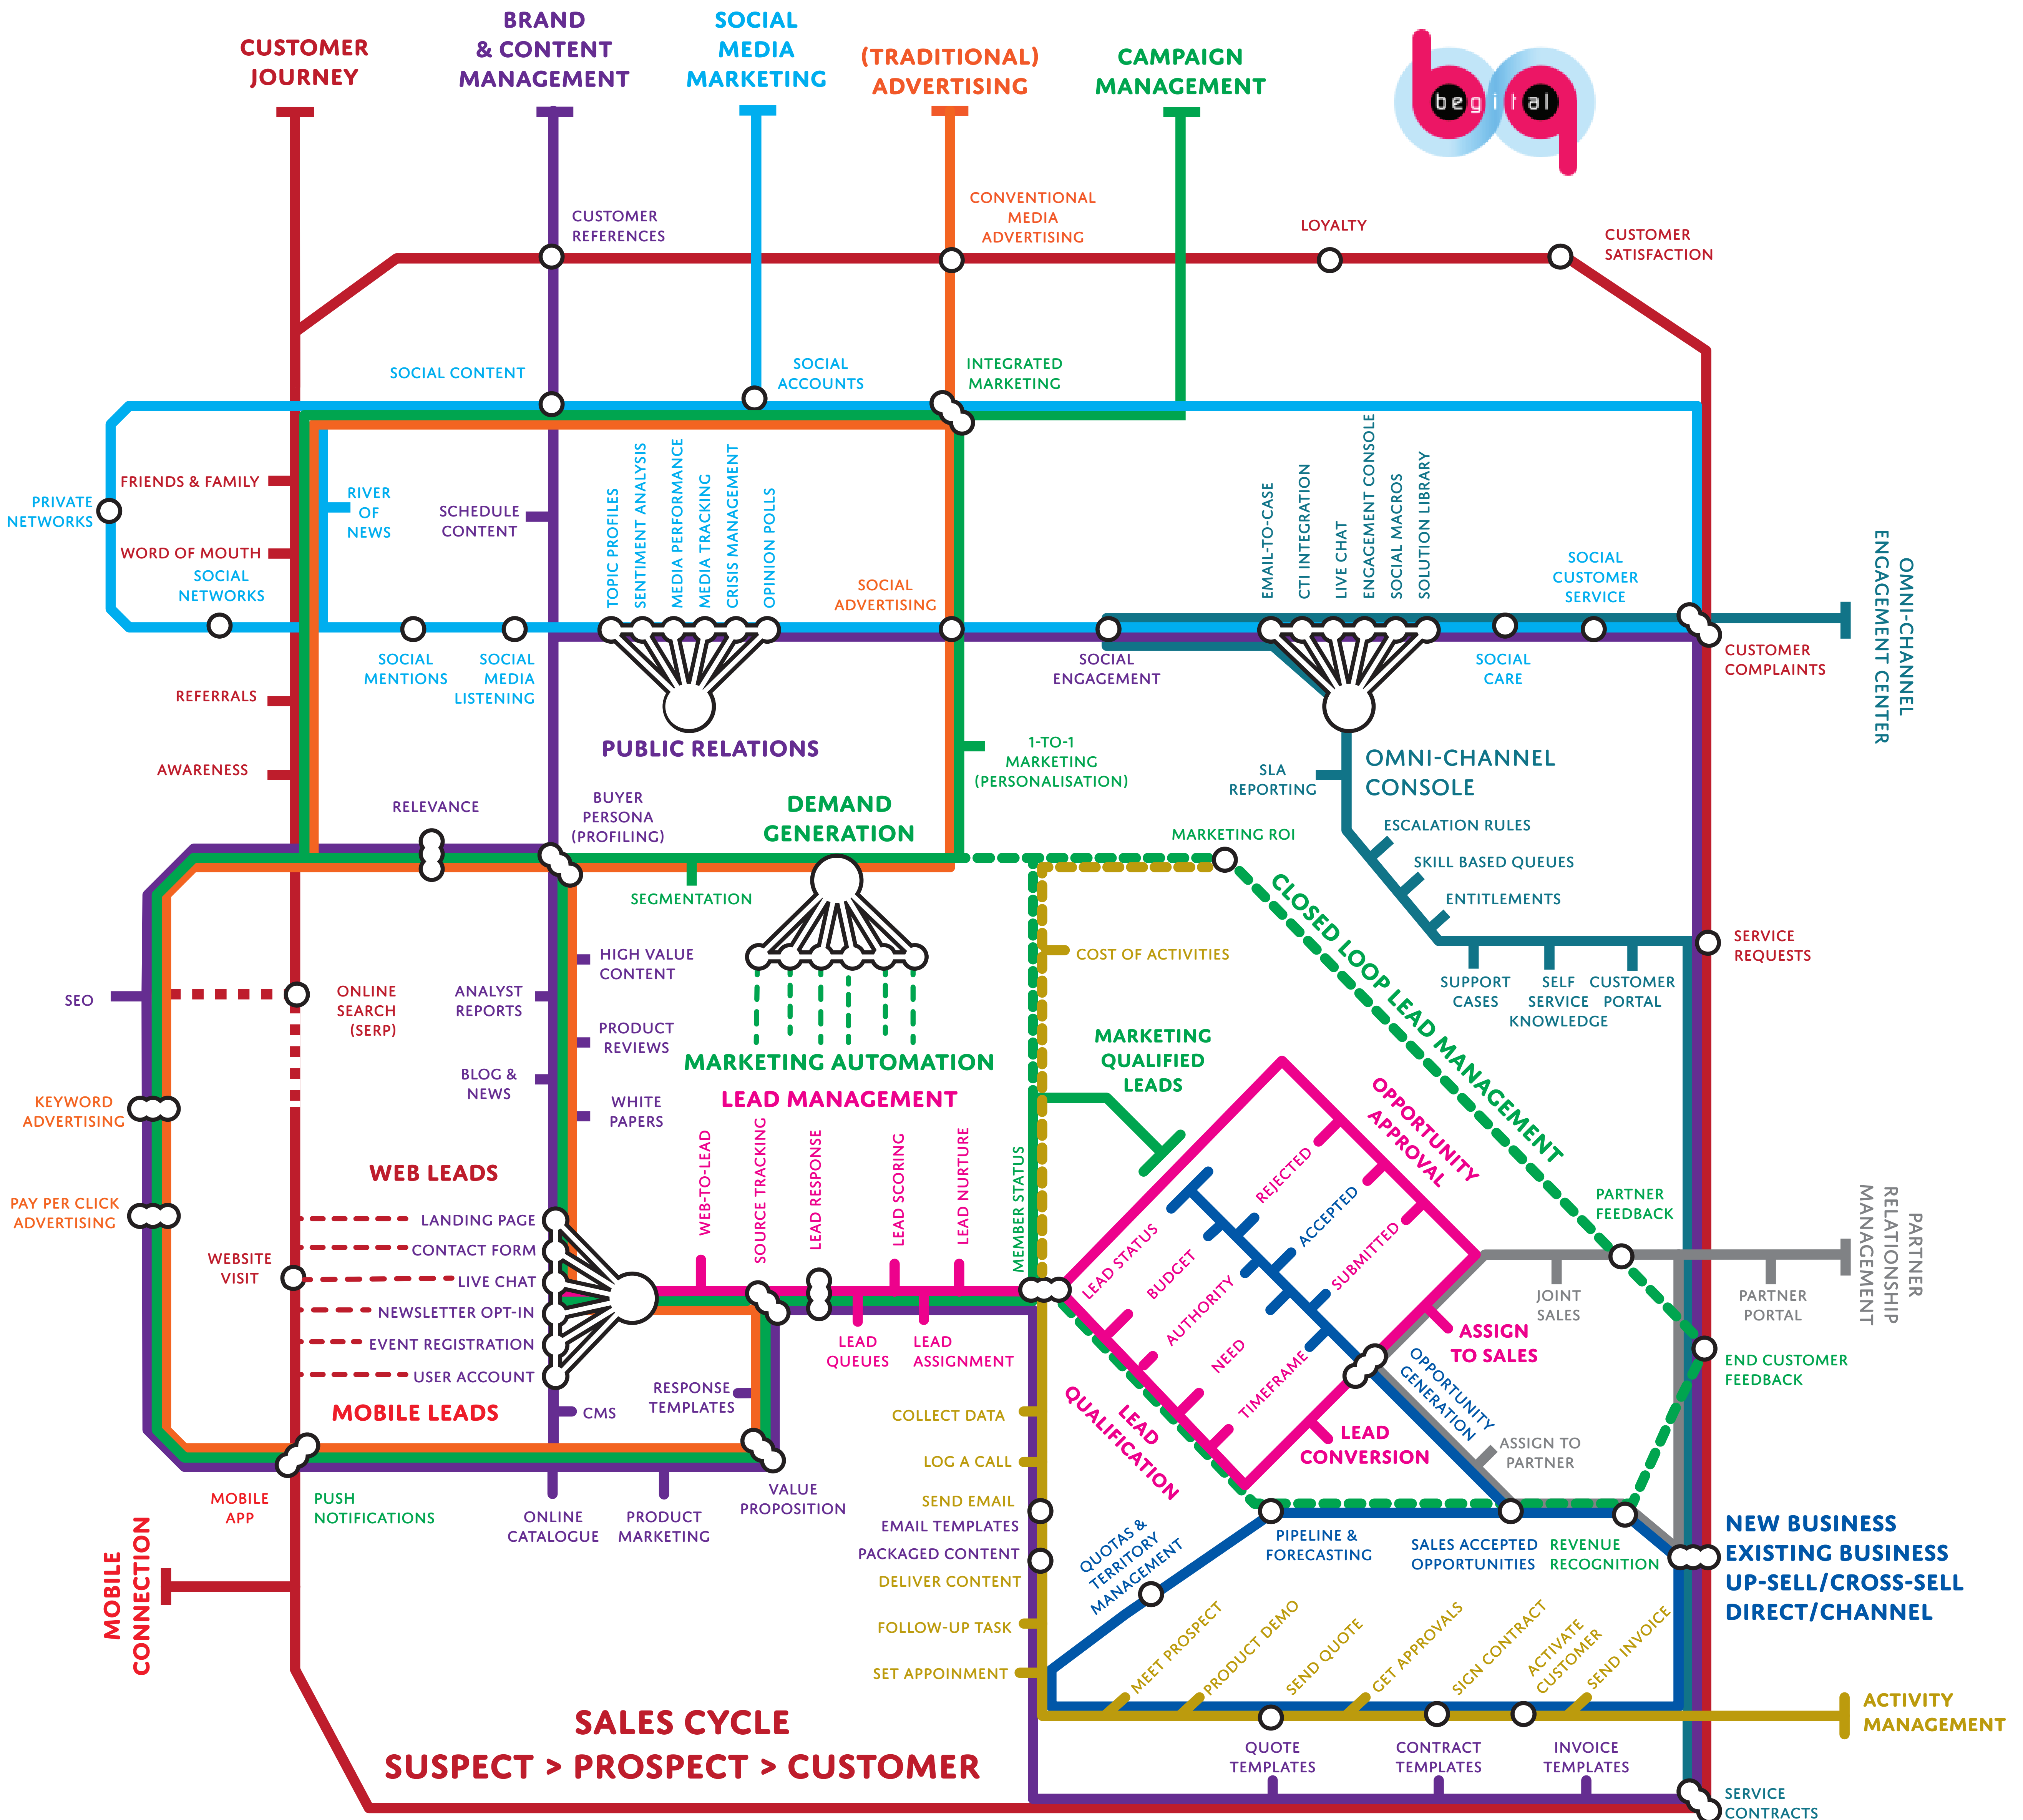 CUSTOMER
JOURNEY
BRAND
& CONTENT
MANAGEMENT
SOCIAL
MEDIA
MARKETING
(TRADITIONAL)
ADVERTISING
CAMPAIGN
MANAGEMENT
begital
CUSTOMER
REFERENCES
CONVENTIONAL
MEDIA
ADVERTISING
LOYALTY
CUSTOMER
SATISFACTION
SOCIAL CONTENT
SOCIAL
ACCOUNTS
INTEGRATED
MARKETING
FRIENDS & FAMILY
PRIVATE
NETWORKS
WORD OF MOUTH
SOCIAL
NETWORKS
RIVER
OF
NEWS
SCHEDULE
CONTENT
TOPIC PROFILES
SENTIMENT ANALYSIS
MEDIA PERFORMANCE
MEDIA TRACKING
CRISIS MANAGEMENT
OPINION POLLS
SOCIAL
ADVERTISING
EMAIL-TO-CASE
CTI INTEGRATION
LIVE CHAT
ENGAGEMENT CONSOLE
SOCIAL MACROS
SOLUTION LIBRARY
SOCIAL
CUSTOMER
SERVICE
OMNI-CHANNEL
ENGAGEMENT CENTER
SOCIAL
MENTIONS
SOCIAL
MEDIA
LISTENING
SOCIAL
ENGAGEMENT
SOCIAL
CARE
CUSTOMER
COMPLAINTS
REFERRALS
AWARENESS
PUBLIC RELATIONS
1-TO-1
MARKETING
(PERSONALISATION)
SLA
REPORTING
OMNI-CHANNEL
CONSOLE
RELEVANCE
BUYER
PERSONA
(PROFILING)
DEMAND
GENERATION
MARKETING ROI
ESCALATION RULES
SKILL BASED QUEUES
ENTITLEMENTS
SEGMENTATION
CLOSED LOOP LEAD MANAGEMENT
SERVICE
REQUESTS
HIGH VALUE
CONTENT
COST OF ACTIVITIES
SUPPORT
CASES
SELF
SERVICE
KNOWLEDGE
CUSTOMER
PORTAL
SEO
ONLINE
SEARCH
(SERP)
ANALYST
REPORTS
PRODUCT
REVIEWS
BLOG &
NEWS
WHITE
PAPERS
MARKETING AUTOMATION
LEAD MANAGEMENT
MARKETING
QUALIFIED
LEADS
KEYWORD
ADVERTISING
PAY PER CLICK
ADVERTISING
WEB LEADS
LANDING PAGE
CONTACT FORM
LIVE CHAT
NEWSLETTER OPT-IN
EVENT REGISTRATION
USER ACCOUNT
MOBILE LEADS
WEBSITE
VISIT
WEB-TO-LEAD
SOURCE TRACKING
LEAD RESPONSE
LEAD SCORING
LEAD NURTURE
MEMBER STATUS
LEAD
QUEUES
LEAD
ASSIGNMENT
RESPONSE
TEMPLATES
CMS
OPPORTUNITY
APPROVAL
REJECTED
ACCEPTED
SUBMITTED
LEAD STATUS
BUDGET
AUTHORITY
NEED
TIMEFRAME
LEAD
QUALIFICATION
LEAD
CONVERSION
ASSIGN
TO SALES
OPPORTUNITY
GENERATION
ASSIGN TO
PARTNER
PARTNER
FEEDBACK
JOINT
SALES
PARTNER
PORTAL
PARTNER
RELATIONSHIP
MANAGEMENT
END CUSTOMER
FEEDBACK
MOBILE
APP
PUSH
NOTIFICATIONS
ONLINE
CATALOGUE
PRODUCT
MARKETING
VALUE
PROPOSITION
COLLECT DATA
LOG A CALL
SEND EMAIL
EMAIL TEMPLATES
PACKAGED CONTENT
DELIVER CONTENT
FOLLOW-UP TASK
SET APPOINMENT
QUOTAS &
TERRITORY
MANAGEMENT
PIPELINE &
FORECASTING
SALES ACCEPTED
OPPORTUNITIES
REVENUE
RECOGNITION
NEW BUSINESS
EXISTING BUSINESS
UP-SELL/CROSS-SELL
DIRECT/CHANNEL
MOBILE
CONNECTION
MEET PROSPECT
PRODUCT DEMO
SEND QUOTE
GET APPROVALS
SIGN CONTRACT
ACTIVATE
CUSTOMER
SEND INVOICE
ACTIVITY
MANAGEMENT
SALES CYCLE
SUSPECT > PROSPECT > CUSTOMER
QUOTE
TEMPLATES
CONTRACT
TEMPLATES
INVOICE
TEMPLATES
SERVICE
CONTRACTS